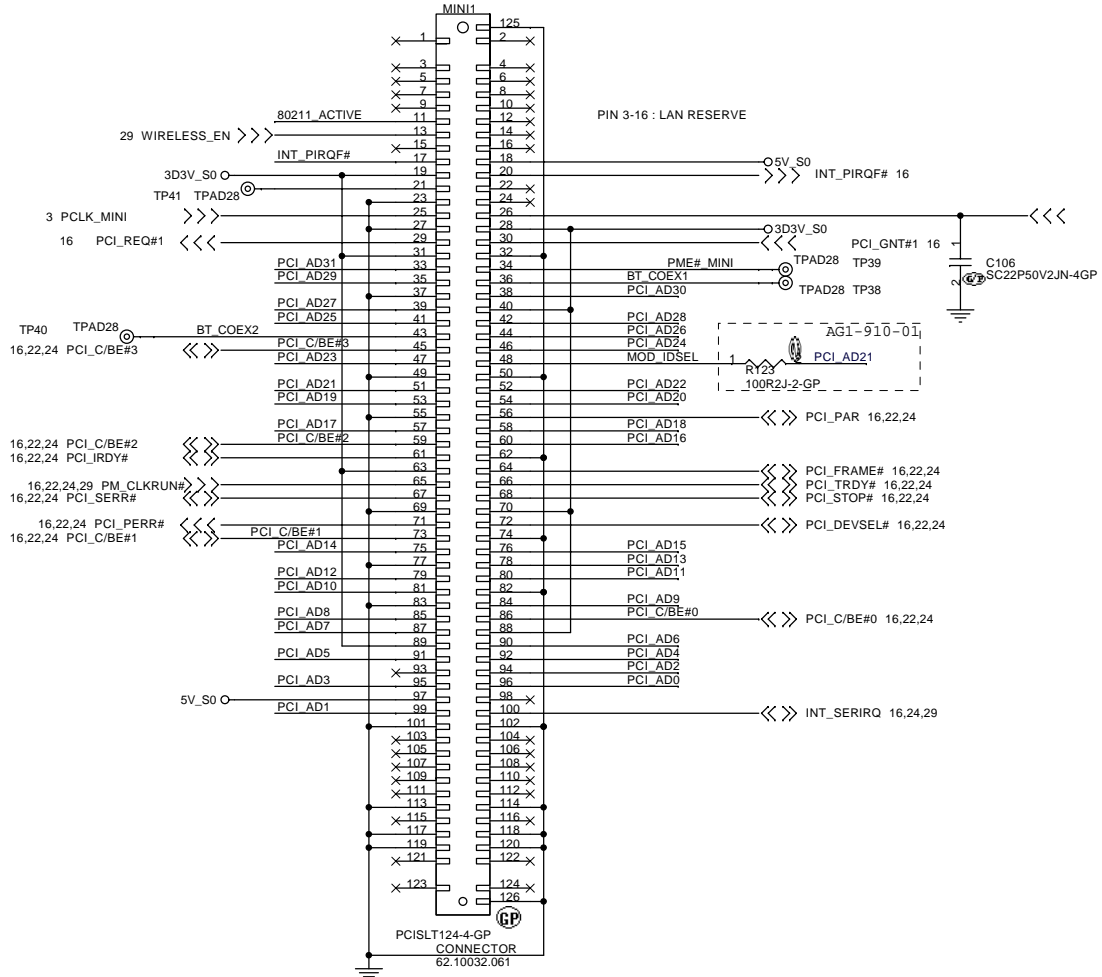 MINI1
125
1 2
3 4
5 6
7 8
9 10
80211_ACTIVE 11 12 PIN 3-16 : LAN RESERVE
29 WIRELESS_EN 13 14
15 16
INT_PIRQF# 17 18 5V_S0
3D3V_S0 19 20 INT_PIRQF# 16
TP41 TPAD28 21 22
23 24
3 PCLK_MINI 25 26
27 28 3D3V_S0
16 PCI_REQ#1 29 30 PCI_GNT#1 16 1
31 32
PCI_AD31 33 34 PME#_MINI TPAD28 TP39 C106
PCI_AD29 35 36 BT_COEX1 2 GP SC22P50V2JN-4GP
37 38 PCI_AD30 TPAD28 TP38
PCI_AD27 39 40
PCI_AD25 41 42 PCI_AD28
TP40 TPAD28 BT_COEX2 43 44 PCI_AD26 AG1-910-01
16,22,24 PCI_C/BE#3 PCI_C/BE#3 45 46 PCI_AD24
PCI_AD23 47 48 MOD_IDSEL 1 PCI_AD21
49 50 R123
PCI_AD21 51 52 PCI_AD22 100R2J-2-GP
PCI_AD19 53 54 PCI_AD20
55 56 PCI_PAR 16,22,24
PCI_AD17 57 58 PCI_AD18
16,22,24 PCI_C/BE#2 PCI_C/BE#2 59 60 PCI_AD16
16,22,24 PCI_IRDY# 61 62
63 64 PCI_FRAME# 16,22,24
16,22,24,29 PM_CLKRUN# 65 66 PCI_TRDY# 16,22,24
16,22,24 PCI_SERR# 67 68 PCI_STOP# 16,22,24
69 70
16,22,24 PCI_PERR# 71 72 PCI_DEVSEL# 16,22,24
16,22,24 PCI_C/BE#1 PCI_C/BE#1 73 74
PCI_AD14 75 76 PCI_AD15
77 78 PCI_AD13
PCI_AD12 79 80 PCI_AD11
PCI_AD10 81 82
83 84 PCI_AD9
PCI_AD8 85 86 PCI_C/BE#0 PCI_C/BE#0 16,22,24
PCI_AD7 87 88
89 90 PCI_AD6
PCI_AD5 91 92 PCI_AD4
93 94 PCI_AD2
PCI_AD3 95 96 PCI_AD0
5V_S0 97 98
PCI_AD1 99 100 INT_SERIRQ 16,24,29
101 102
103 104
105 106
107 108
109 110
111 112
113 114
115 116
117 118
119 120
121 122
123 124
126
GP
PCISLT124-4-GP
CONNECTOR
62.10032.061